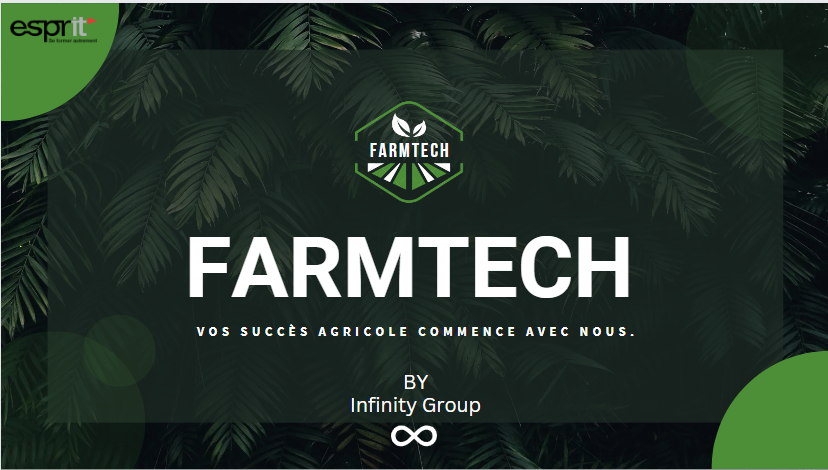 esprit
Se former autrement
FARMTECH
FARMTECH
VOS SUCCÈS AGRICOLE COMMENCE AVEC NOUS.
BY
Infinity Group